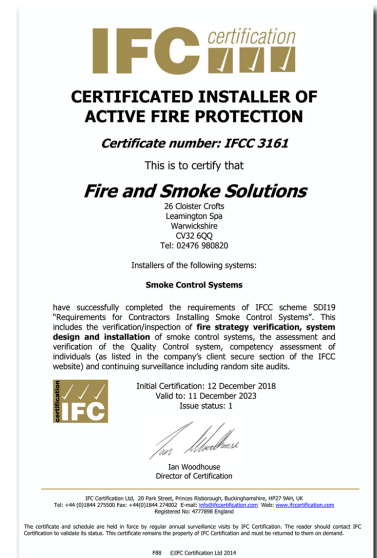 IFC certification
CERTIFICATED INSTALLER OF
ACTIVE FIRE PROTECTION
Certificate number: IFCC 3161
This is to certify that
Fire and Smoke Solutions
26 Cloister Crofts
Leamington Spa
Warwickshire
CV32 6QQ
Tel: 02476 980820
Installers of the following systems:
Smoke Control Systems
have successfully completed the requirements of IFCC scheme SDI19
"Requirements for Contractors Installing Smoke Control Systems". This
includes the verification/inspection of fire strategy verification, system
design and installation of smoke control systems, the assessment and
verification of the Quality Control system, competency assessment of
individuals (as listed in the company's client secure section of the IFCC
website) and continuing surveillance including random site audits.
certification
IFC
Initial Certification: 12 December 2018
Valid to: 11 December 2023
Issue status: 1
Ian Woodhouse
Ian Woodhouse
Director of Certification
IFC Certification Ltd, 20 Park Street, Princes Risborough, Buckinghamshire, HP27 9AH, UK
Tel: +44 (0)1844 275500 Fax: +44(0)1844 274002 E-mail: info@ifccertification.com Web: www.ifccertification.com
Registered No: 4777898 England
The certificate and schedule are held in force by regular annual surveillance visits by IFC Certification. The reader should contact IFC
Certification to validate its status. This certificate remains the property of IFC Certification and must be returned to them on demand.
F88 ©IFC Certification Ltd 2014